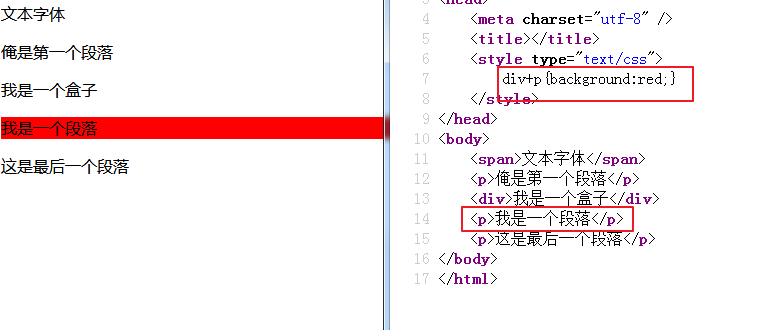 文本字体
俺是第一个段落
我是一个盒子
我是一个段落
这是最后一个段落
4 <meta charset="utf-8" />
5 <title></title>
6 <style type="text/css">
7 div+p{background:red;}
8 </style>
9 </head>
10 <body>
11 <span>文本字体</span>
12 <p>俺是第一个段落</p>
13 <div>我是一个盒子</div>
14 <p>我是一个段落</p>
15 <p>这是最后一个段落</p>
16 </body>
17 </html>